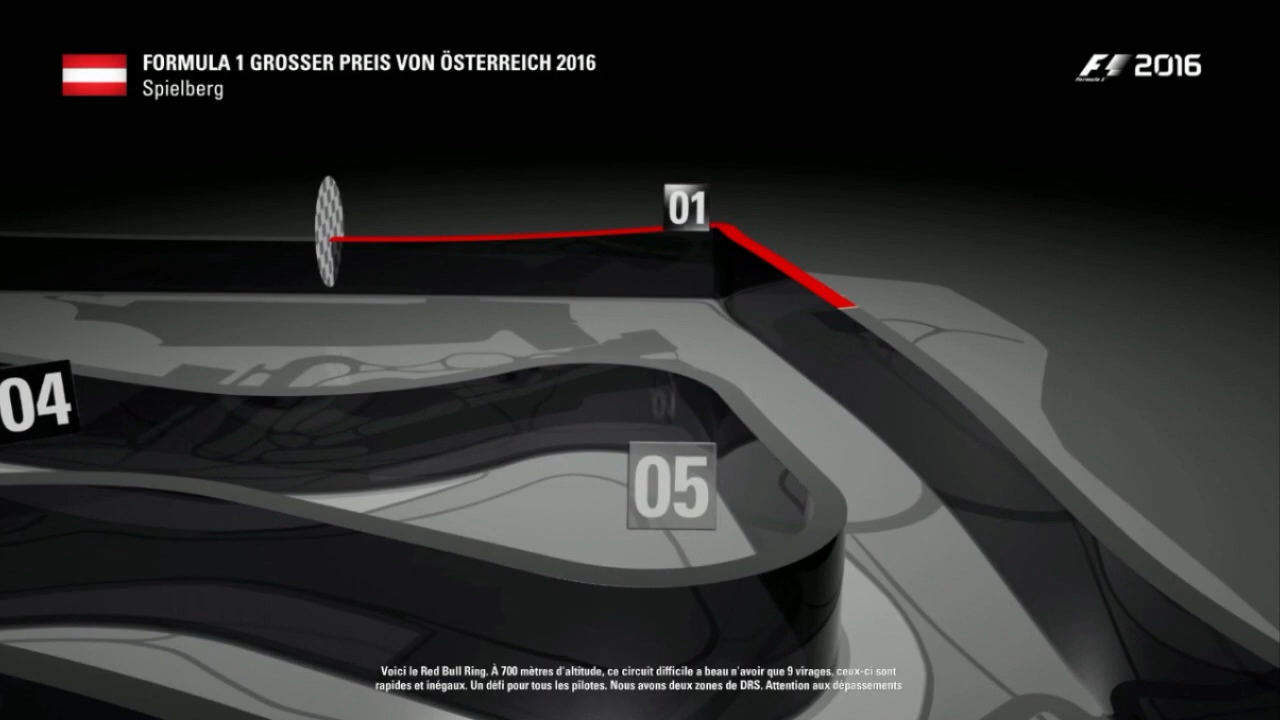 FORMULA 1 GROSSER PREIS VON ÖSTERREICH 2016
Spielberg
F1 2016
Formula 1
01
04
05
Voici le Red Bull Ring. À 700 mètres d'altitude, ce circuit difficile a beau n'avoir que 9 virages, ceux-ci sont
rapides et inégaux. Un défi pour tous les pilotes. Nous avons deux zones de DRS. Attention aux dépassements